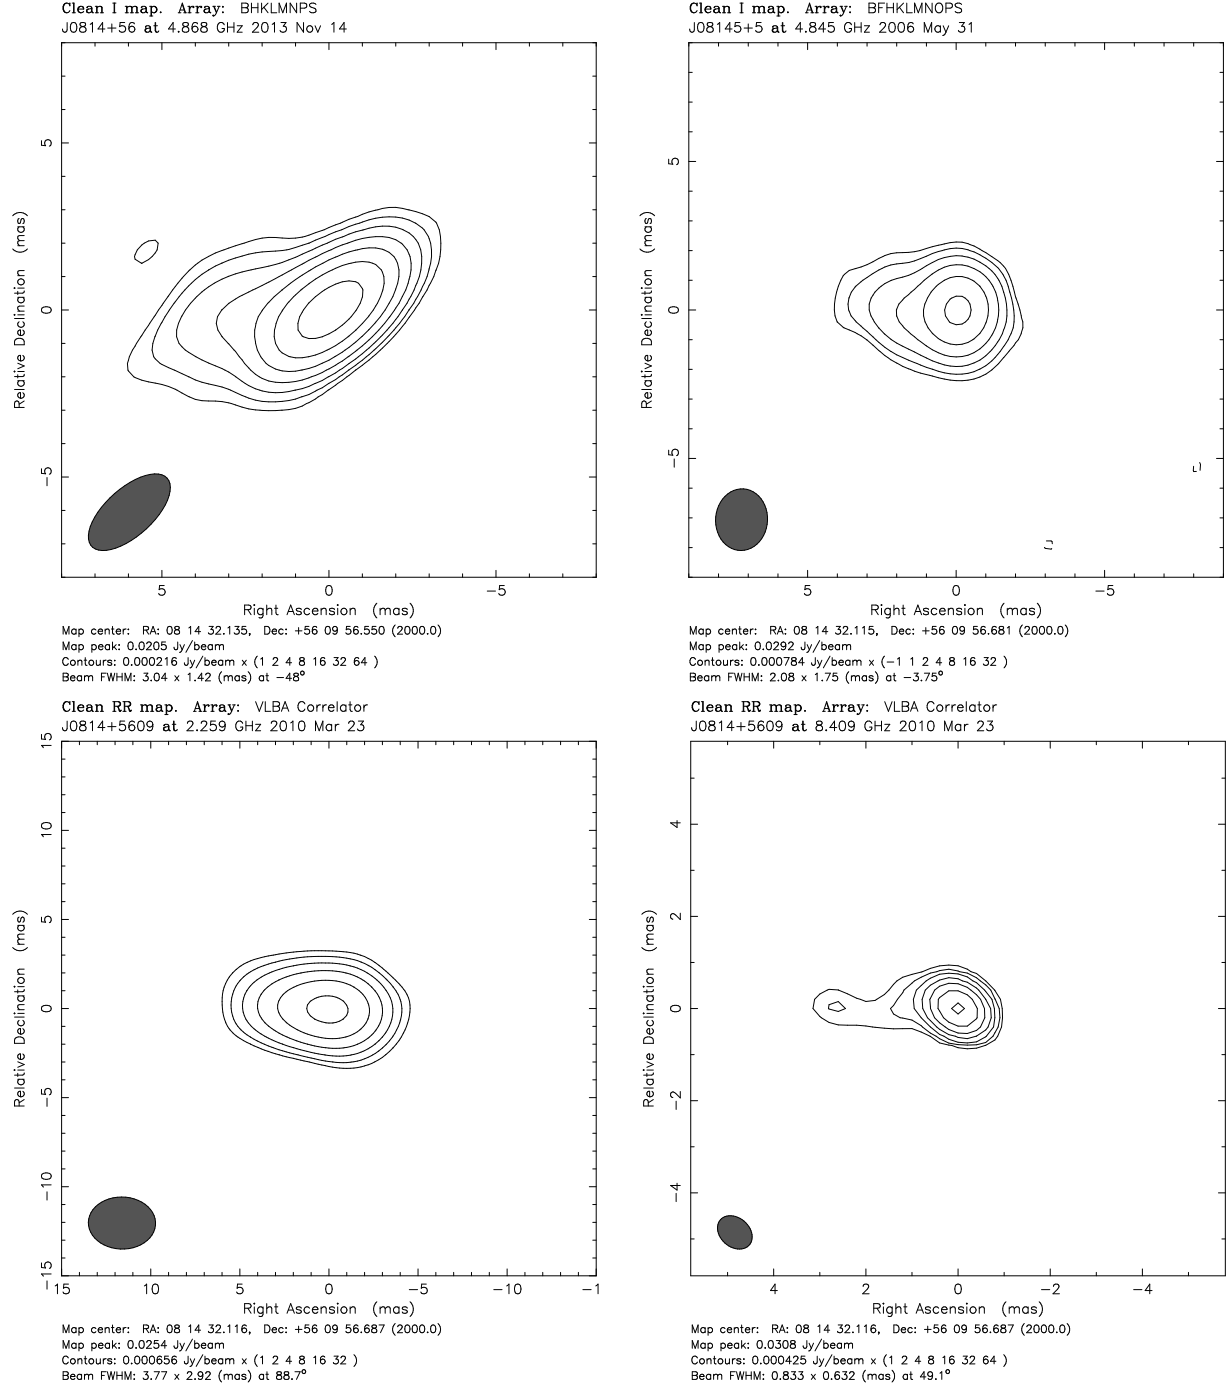 Clean I map.  Array:  BHKLMNPS
J0814+56 at 4.868 GHz 2013 Nov 14
5
0
−5
Relative Declination  (mas)
5
0
−5
Right Ascension  (mas)
Map center:  RA: 08 14 32.135,  Dec: +56 09 56.550 (2000.0)
Map peak: 0.0205 Jy/beam
Contours: 0.000216 Jy/beam x (1 2 4 8 16 32 64 )
Beam FWHM: 3.04 x 1.42 (mas) at −48°
Clean I map.  Array:  BFHKLMNOPS
J08145+5 at 4.845 GHz 2006 May 31
5
0
−5
Relative Declination  (mas)
5
0
−5
Right Ascension  (mas)
Map center:  RA: 08 14 32.115,  Dec: +56 09 56.681 (2000.0)
Map peak: 0.0292 Jy/beam
Contours: 0.000784 Jy/beam x (−1 1 2 4 8 16 32 )
Beam FWHM: 2.08 x 1.75 (mas) at −3.75°
Clean RR map.  Array:  VLBA Correlator
J0814+5609 at 2.259 GHz 2010 Mar 23
15
10
5
0
−5
−10
−15
Relative Declination  (mas)
15
10
5
0
−5
−10
−1
Right Ascension  (mas)
Map center:  RA: 08 14 32.116,  Dec: +56 09 56.687 (2000.0)
Map peak: 0.0254 Jy/beam
Contours: 0.000656 Jy/beam x (1 2 4 8 16 32 )
Beam FWHM: 3.77 x 2.92 (mas) at 88.7°
Clean RR map.  Array:  VLBA Correlator
J0814+5609 at 8.409 GHz 2010 Mar 23
4
2
0
−2
−4
Relative Declination  (mas)
4
2
0
−2
−4
Right Ascension  (mas)
Map center:  RA: 08 14 32.116,  Dec: +56 09 56.687 (2000.0)
Map peak: 0.0308 Jy/beam
Contours: 0.000425 Jy/beam x (1 2 4 8 16 32 64 )
Beam FWHM: 0.833 x 0.632 (mas) at 49.1°